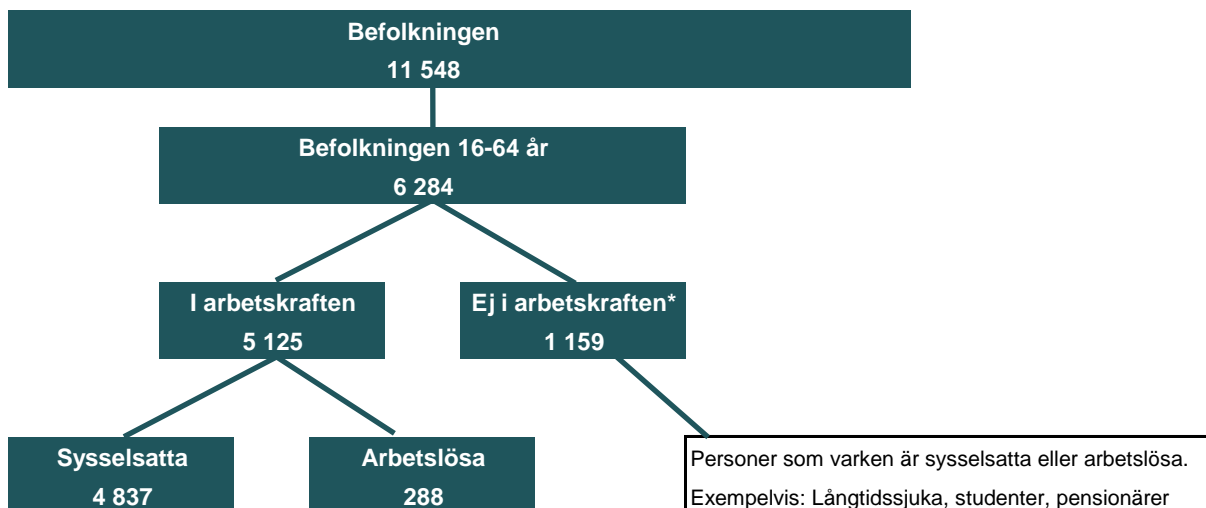 Befolkningen
11 548
Befolkningen 16-64 år
6 284
I arbetskraften
5 125
Ej i arbetskraften*
1 159
Sysselsatta
4 837
Arbetslösa
288
Personer som varken är sysselsatta eller arbetslösa.
Exempelvis: Långtidssjuka, studenter, pensionärer